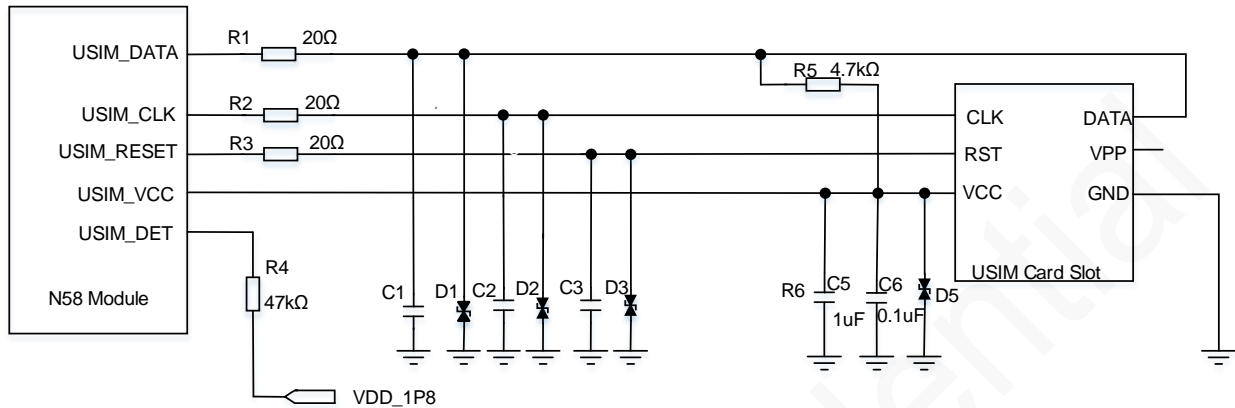 USIM_DATA
R1 20Ω
R5 4.7kΩ
USIM_CLK
R2 20Ω
CLK
DATA
USIM_RESET
R3 20Ω
RST
VPP
USIM_VCC
VCC
GND
USIM_DET
R4
47kΩ
N58 Module
C1 D1 C2 D2 C3 D3
R6 C5 C6 D5
1uF 0.1uF
USIM Card Slot
VDD_1P8
dential